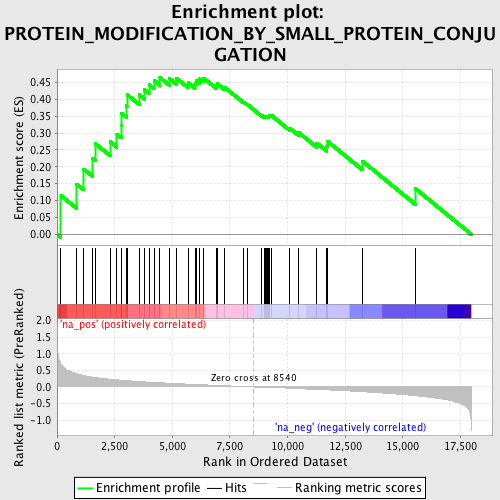 Enrichment plot:
PROTEIN_MODIFICATION_BY_SMALL_PROTEIN_CONJU
GATION
Enrichment score (ES)
0.45
0.40
0.35
0.30
0.25
0.20
0.15
0.10
0.05
0.00
'na_pos' (positively correlated)
Ranked list metric (PreRanked)
2.0
1.5
1.0
0.5
0.0
-0.5
-1.0
Zero cross at 8540
'na_neg' (negatively correlated)
0
2,500
5,000
7,500
10,000
12,500
15,000
17,500
Rank in Ordered Dataset
Enrichment profile
Hits
Ranking metric scores